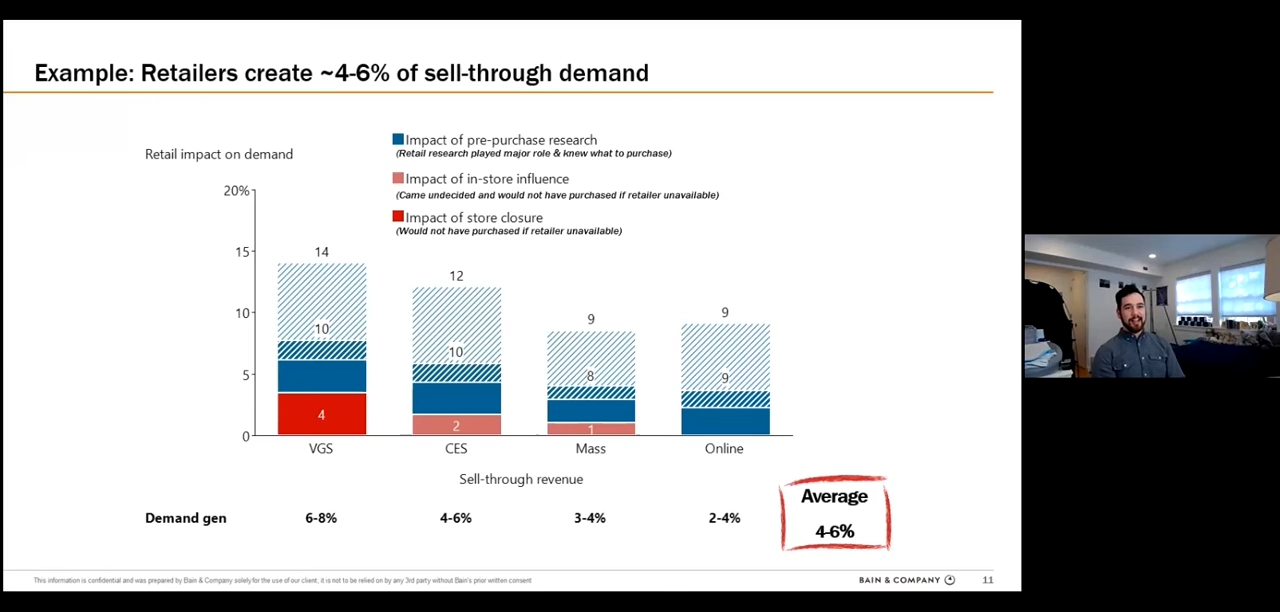 Example: Retailers create ~4-6% of sell-through demand
Retail impact on demand
Impact of pre-purchase research
(Retail research played major role & knew what to purchase)
Impact of in-store influence
(Came undecided and would not have purchased if retailer unavailable)
Impact of store closure
(Would not have purchased if retailer unavailable)
20%
15
10
5
0
14
10
4
12
10
2
9
8
1
9
9
VGS CES Mass Online
Sell-through revenue
Demand gen 6-8% 4-6% 3-4% 2-4%
Average
4-6%
This information is confidential and was prepared by Bain & Company solely for the use of our client; it is not to be relied on by any 3rd party without Bain's prior written consent
BAIN & COMPANY
11